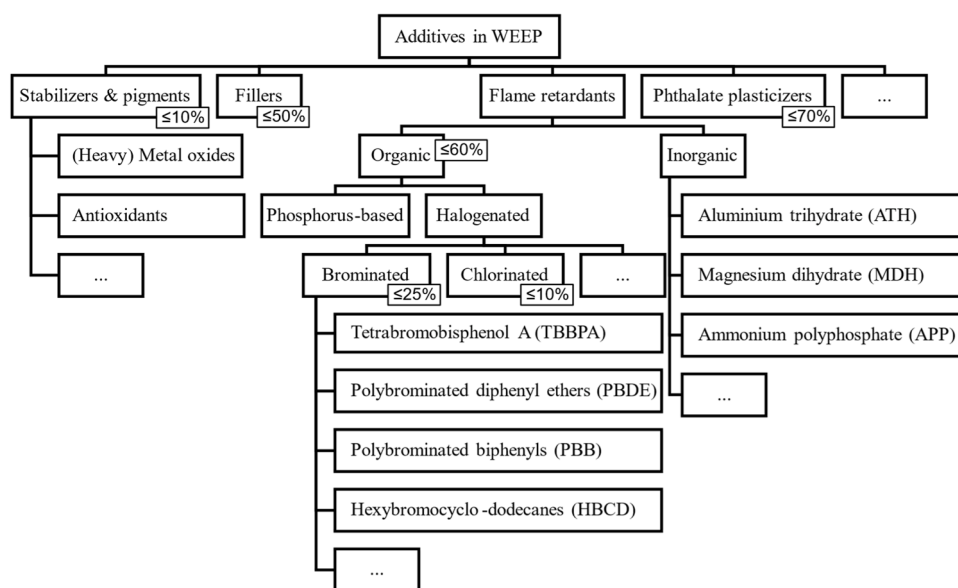 Additives in WEEP
Stabilizers & pigments
≤10%
Fillers
≤50%
Flame retardants
Phthalate plasticizers
≤70%
...
(Heavy) Metal oxides
Antioxidants
...
Organic
≤60%
Inorganic
Phosphorus-based
Halogenated
Brominated
≤25%
Chlorinated
≤10%
...
Tetrabromobisphenol A (TBBPA)
Polybrominated diphenyl ethers (PBDE)
Polybrominated biphenyls (PBB)
Hexybromocyclo-dodecanes (HBCD)
...
Aluminium trihydrate (ATH)
Magnesium dihydrate (MDH)
Ammonium polyphosphate (APP)
...